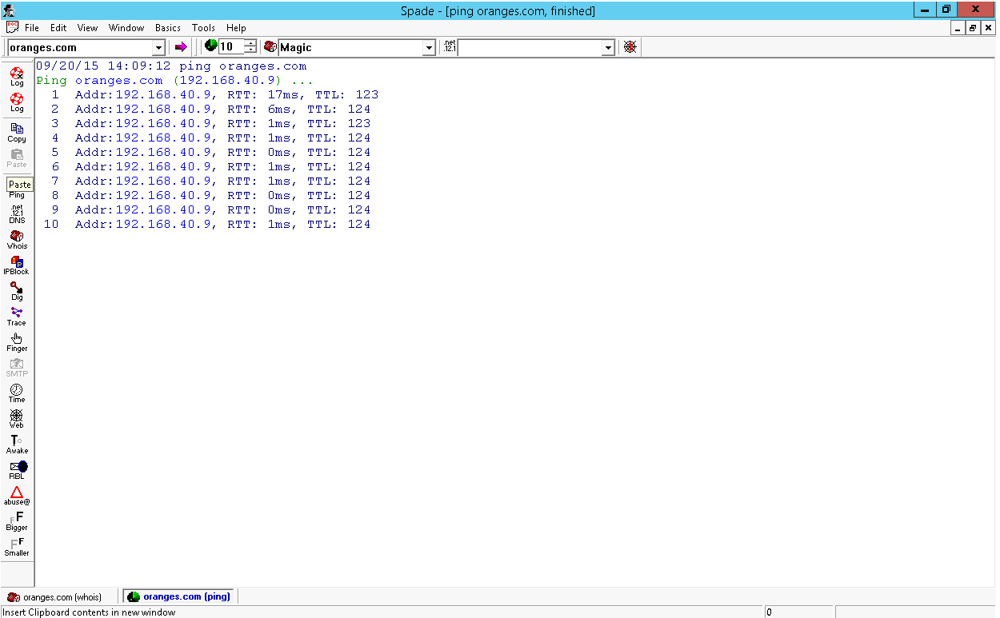 Spade - [ping oranges.com, finished]
DOC File Edit View Window Basics Tools Help
oranges.com 10 Magic .net 12.1
Log
Log
Copy
Paste
Paste
Ping
.net
12.1
DNS
Whois
IPBlock
Dig
Trace
Finger
SMTP
Time
Web
Awake
RBL
abuse@
Bigger
Smaller
09/20/15 14:09:12 ping oranges.com
Ping oranges.com (192.168.40.9) ...
1 Addr:192.168.40.9, RTT: 17ms, TTL: 123
2 Addr:192.168.40.9, RTT: 6ms, TTL: 124
3 Addr:192.168.40.9, RTT: 1ms, TTL: 123
4 Addr:192.168.40.9, RTT: 1ms, TTL: 124
5 Addr:192.168.40.9, RTT: 0ms, TTL: 124
6 Addr:192.168.40.9, RTT: 1ms, TTL: 124
7 Addr:192.168.40.9, RTT: 1ms, TTL: 124
8 Addr:192.168.40.9, RTT: 0ms, TTL: 124
9 Addr:192.168.40.9, RTT: 0ms, TTL: 124
10 Addr:192.168.40.9, RTT: 1ms, TTL: 124
oranges.com (whois) oranges.com (ping)
Insert Clipboard contents in new window 0